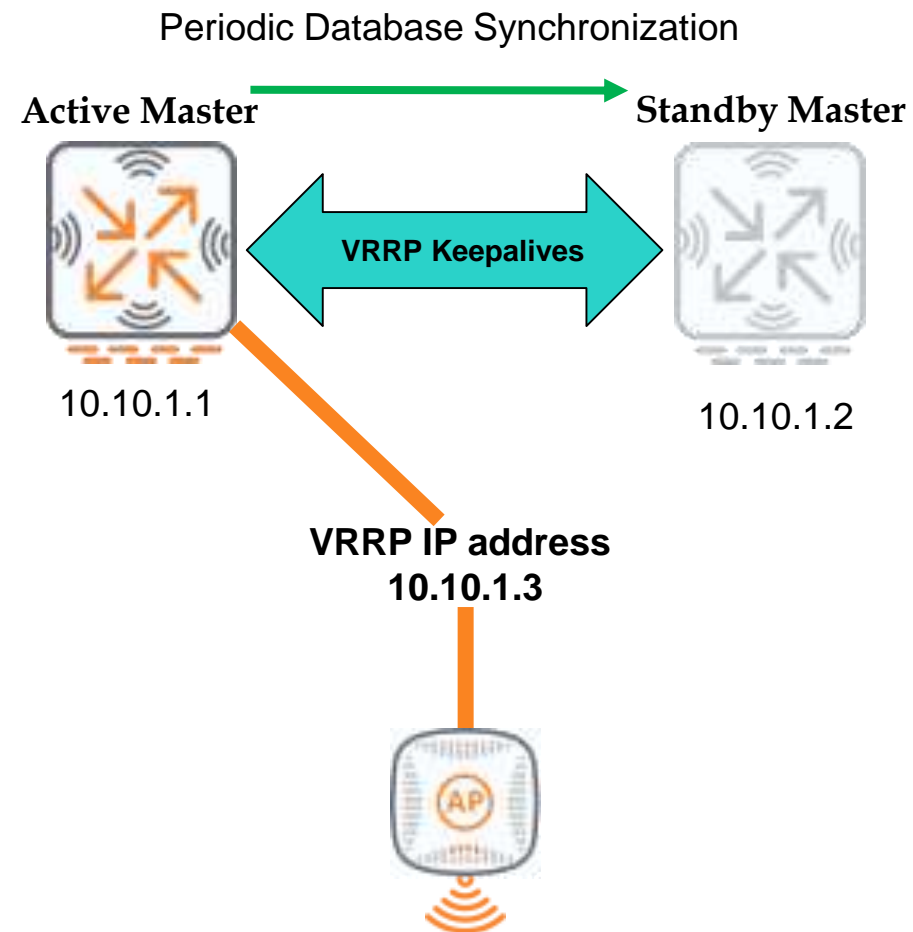 Periodic Database Synchronization
Active Master
Standby Master
VRRP Keepalives
10.10.1.1
10.10.1.2
VRRP IP address
10.10.1.3
AP